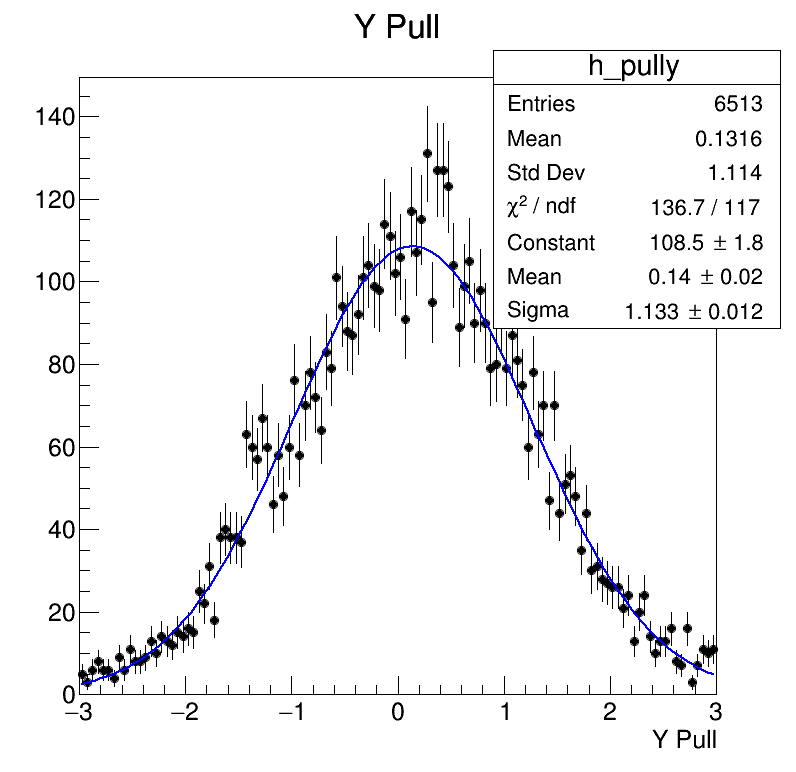 Y Pull
h_pully
Entries 6513
Mean 0.1316
Std Dev 1.114
χ² / ndf 136.7 / 117
Constant 108.5 ± 1.8
Mean 0.14 ± 0.02
Sigma 1.133 ± 0.012
140
120
100
80
60
40
20
0
−3 −2 −1 0 1 2 3
Y Pull